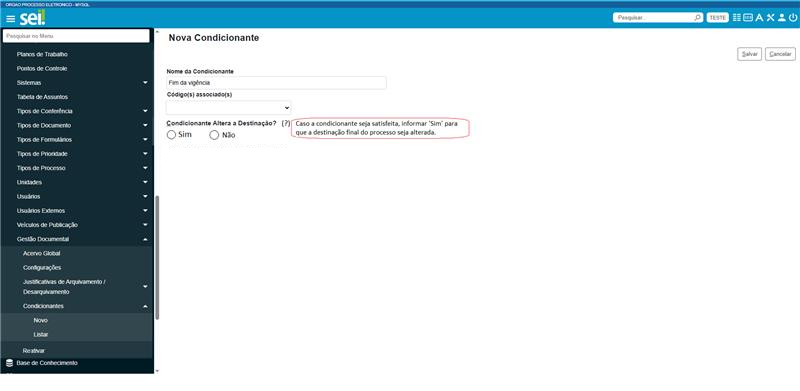 ORGAO PROCESSO ELETRONICO - MYSQL
sei!
Pesquisar...
TESTE
Pesquisar no Menu
Planos de Trabalho
Pontos de Controle
Sistemas
Tabela de Assuntos
Tipos de Conferência
Tipos de Documento
Tipos de Formulários
Tipos de Prioridade
Tipos de Processo
Unidades
Usuários
Usuários Externos
Veículos de Publicação
Gestão Documental
Acervo Global
Configurações
Justificativas de Arquivamento /
Desarquivamento
Condicionantes
Novo
Listar
Reativar
Base de Conhecimento
Nova Condicionante
Salvar
Cancelar
Nome da Condicionante
Fim da vigência
Código(s) associado(s)
Condicionante Altera a Destinação? [?]
Sim Não
Caso a condicionante seja satisfeita, informar 'Sim' para
que a destinação final do processo seja alterada.